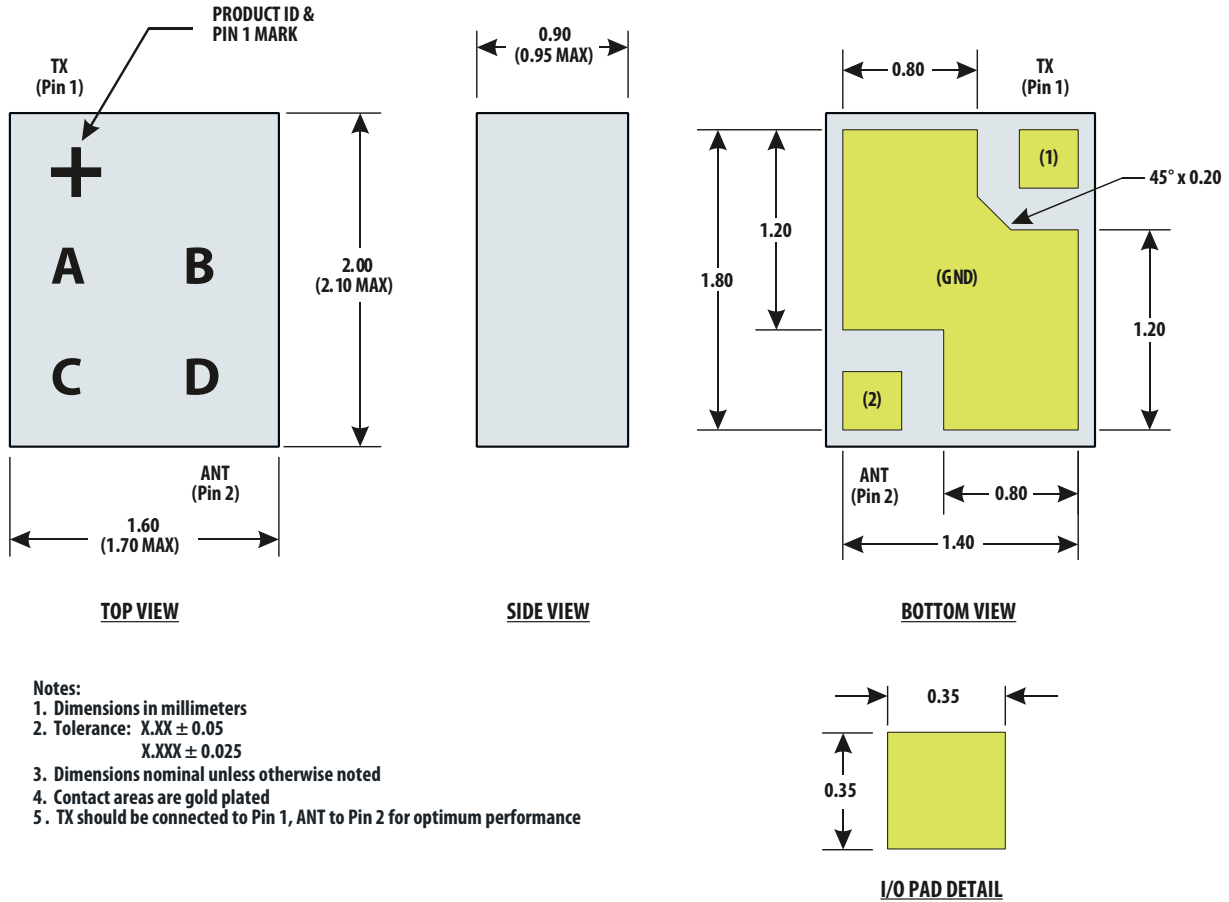 PRODUCT ID &
PIN 1 MARK
TX
(Pin 1)
A B
C D
2.00
(2.10 MAX)
ANT
(Pin 2)
1.60
(1.70 MAX)
TOP VIEW
0.90
(0.95 MAX)
SIDE VIEW
0.80
TX
(Pin 1)
(1)
45° x 0.20
1.20
1.80
(GND)
1.20
(2)
ANT
(Pin 2)
0.80
1.40
BOTTOM VIEW
Notes:
1. Dimensions in millimeters
2. Tolerance: X.XX ± 0.05
X.XXX ± 0.025
3. Dimensions nominal unless otherwise noted
4. Contact areas are gold plated
5. TX should be connected to Pin 1, ANT to Pin 2 for optimum performance
0.35
0.35
I/O PAD DETAIL